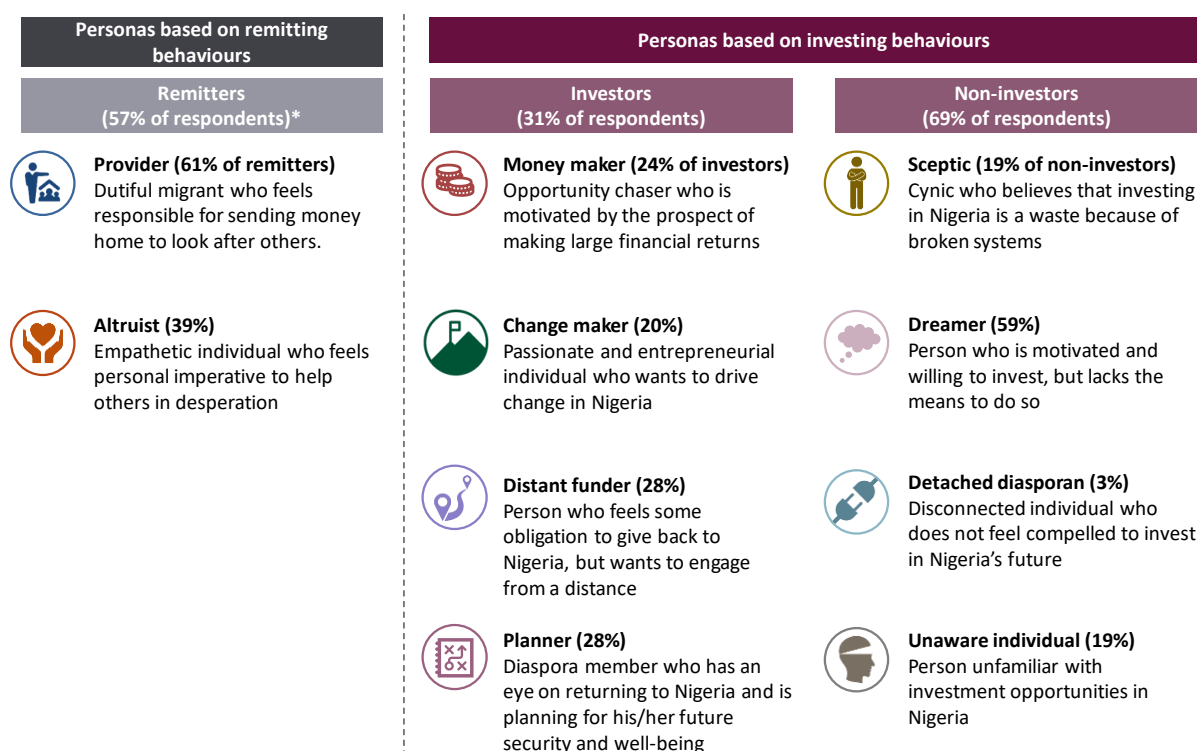 Personas based on remitting
behaviours
Remitters
(57% of respondents)*
Provider (61% of remitters)
Dutiful migrant who feels
responsible for sending money
home to look after others.
Altruist (39%)
Empathetic individual who feels
personal imperative to help
others in desperation
Personas based on investing behaviours
Investors
(31% of respondents)
Money maker (24% of investors)
Opportunity chaser who is
motivated by the prospect of
making large financial returns
Change maker (20%)
Passionate and entrepreneurial
individual who wants to drive
change in Nigeria
Distant funder (28%)
Person who feels some
obligation to give back to
Nigeria, but wants to engage
from a distance
Planner (28%)
Diaspora member who has an
eye on returning to Nigeria and is
planning for his/her future
security and well-being
Non-investors
(69% of respondents)
Sceptic (19% of non-investors)
Cynic who believes that investing
in Nigeria is a waste because of
broken systems
Dreamer (59%)
Person who is motivated and
willing to invest, but lacks the
means to do so
Detached diasporan (3%)
Disconnected individual who
does not feel compelled to invest
in Nigeria’s future
Unaware individual (19%)
Person unfamiliar with
investment opportunities in
Nigeria